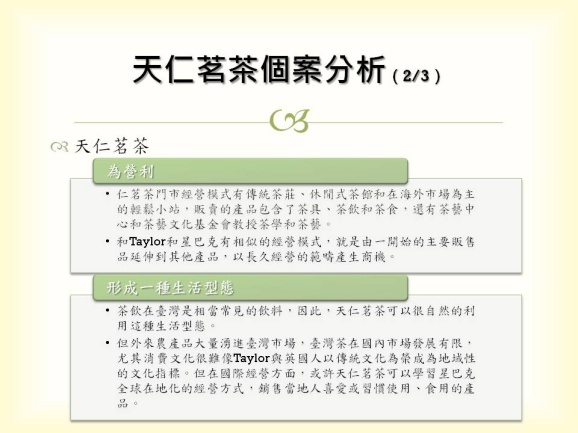 天仁茗茶個案分析（2/3）
天仁茗茶
為營利
• 仁茗茶門市經營模式有傳統茶莊、休閒式茶館和在海外市場為主
的輕鬆小站，販賣的產品包含了茶具、茶飲和茶食，還有茶藝中
心和茶藝文化基金會教授茶學和茶藝。
• 和Taylor和星巴克有相似的經營模式，就是由一開始的主要販售
品延伸到其他產品，以長久經營的範疇產生商機。
形成一種生活型態
• 茶飲在臺灣是相當常見的飲料，因此，天仁茗茶可以很自然的利
用這種生活型態。
• 但外來農產品大量湧進臺灣市場，臺灣茶在國內市場發展有限，
尤其消費文化很難像Taylor與英國人以傳統文化為榮成為地域性
的文化指標。但在國際經營方面，或許天仁茗茶可以學習星巴克
全球在地化的經營方式，銷售當地人喜愛或習慣使用、食用的產
品。